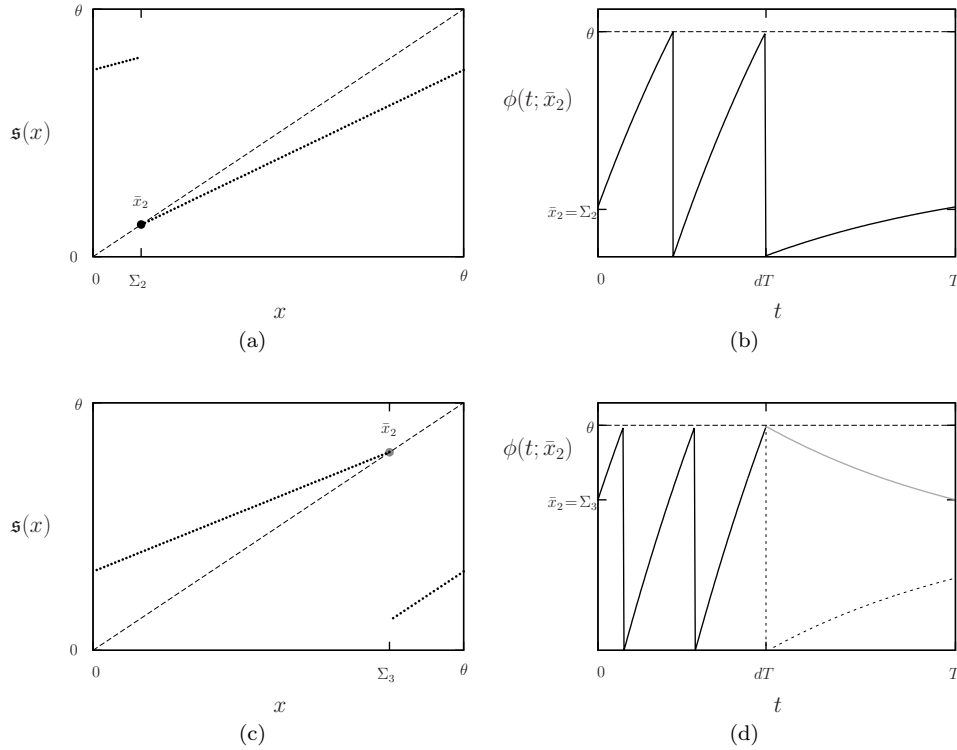 θ
𝔰(x)
x̄₂
0
0
Σ₂
θ
x
(a)
θ
ϕ(t; x̄₂)
x̄₂=Σ₂
0
dT
T
t
(b)
θ
𝔰(x)
x̄₂
0
0
Σ₃
θ
x
(c)
θ
ϕ(t; x̄₂)
x̄₂=Σ₃
0
dT
T
t
(d)